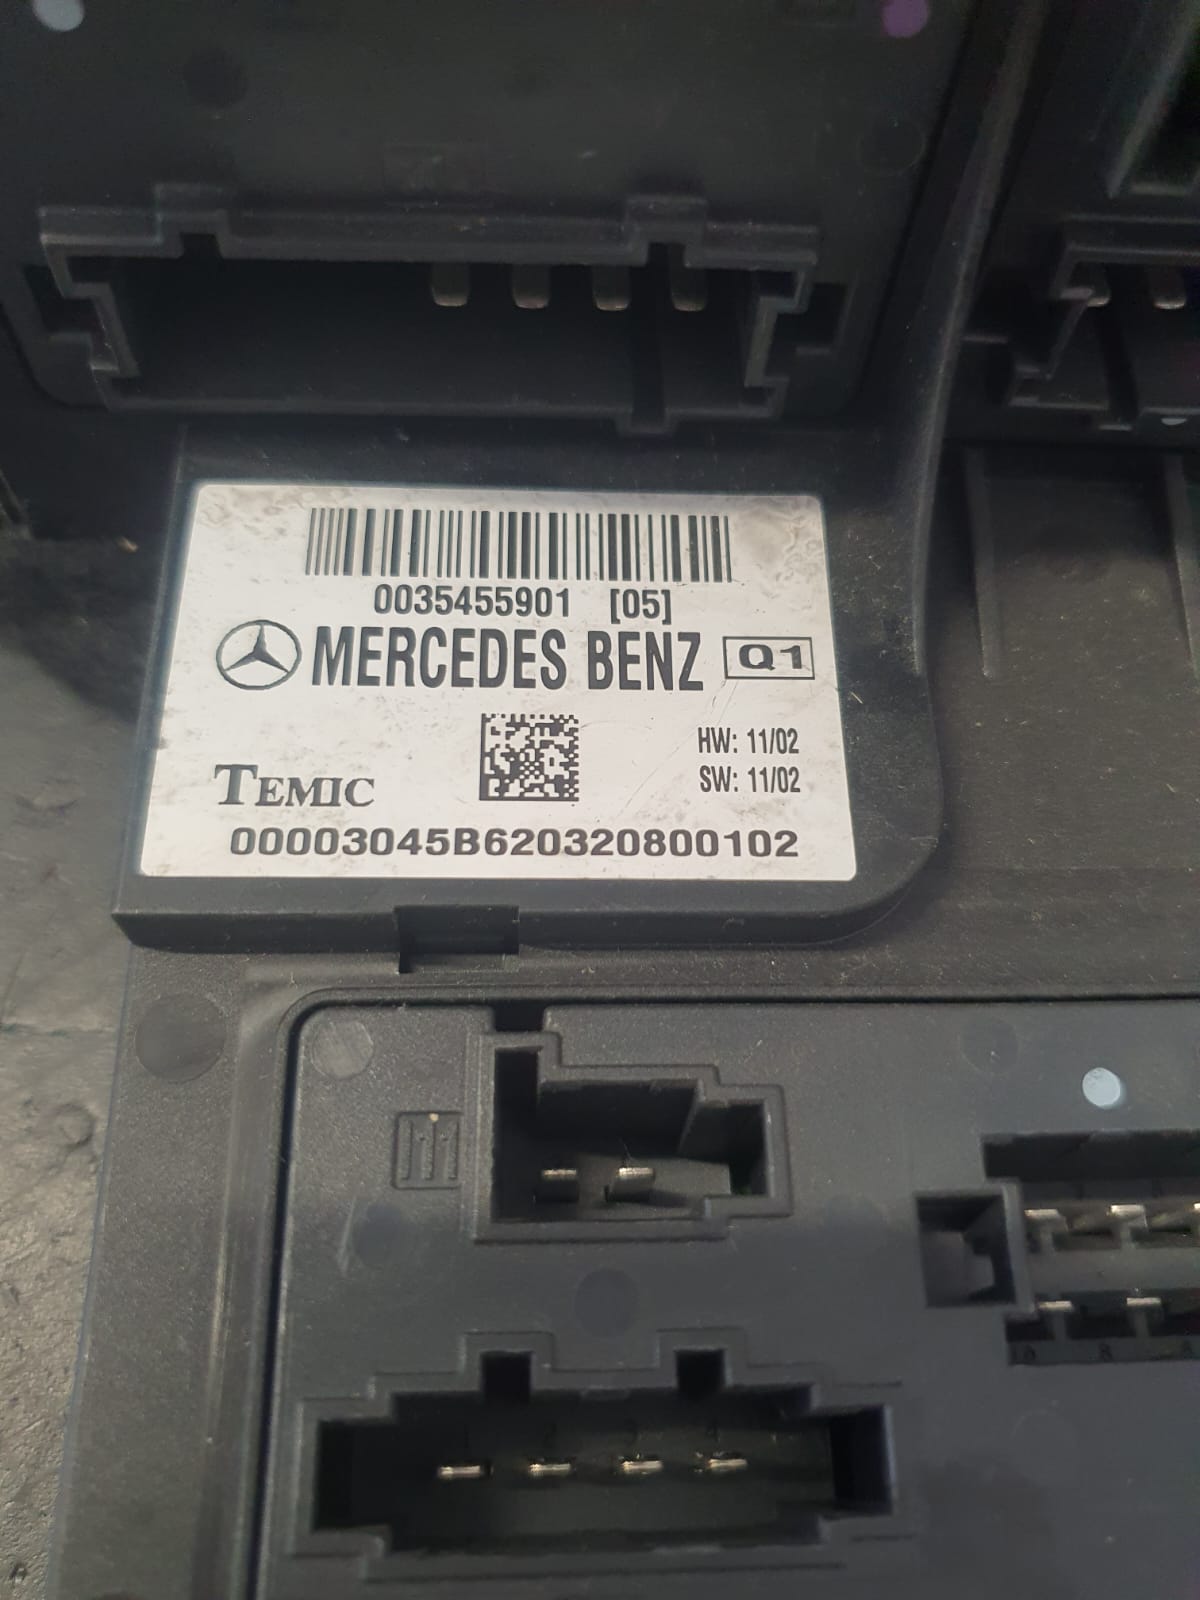 0035455901 [05]
MERCEDES BENZ Q1
HW: 11/02
SW: 11/02
TEMIC
00003045B620320800102